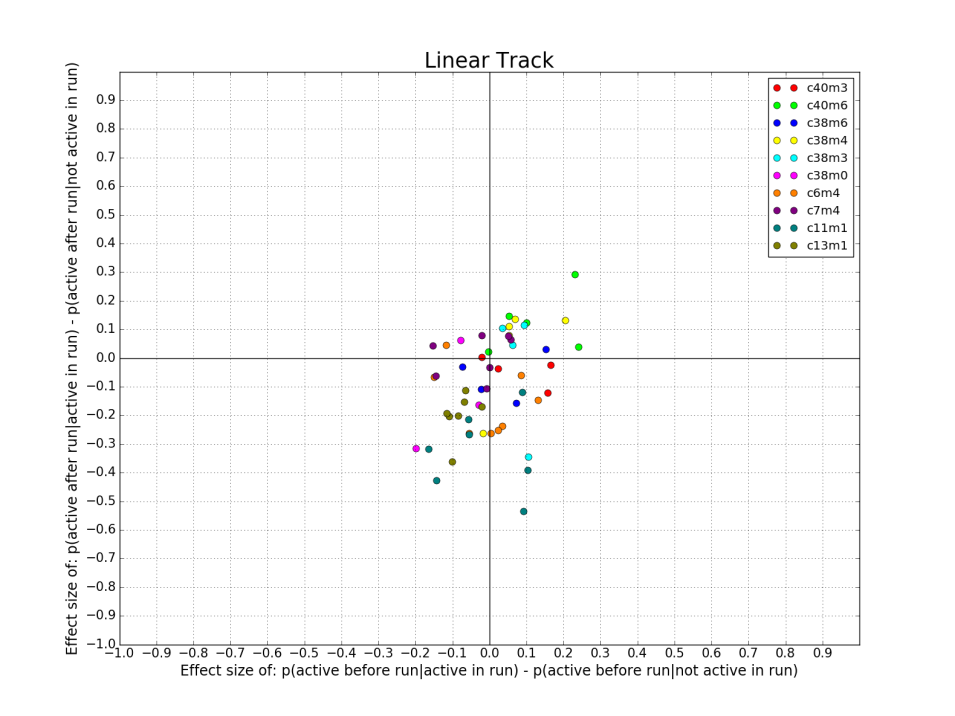 Linear Track
Effect size of: p(active after run|active in run) - p(active after run|not active in run)
0.9
0.8
0.7
0.6
0.5
0.4
0.3
0.2
0.1
0.0
−0.1
−0.2
−0.3
−0.4
−0.5
−0.6
−0.7
−0.8
−0.9
−1.0
c40m3
c40m6
c38m6
c38m4
c38m3
c38m0
c6m4
c7m4
c11m1
c13m1
−1.0 −0.9 −0.8 −0.7 −0.6 −0.5 −0.4 −0.3 −0.2 −0.1 0.0 0.1 0.2 0.3 0.4 0.5 0.6 0.7 0.8 0.9
Effect size of: p(active before run|active in run) - p(active before run|not active in run)